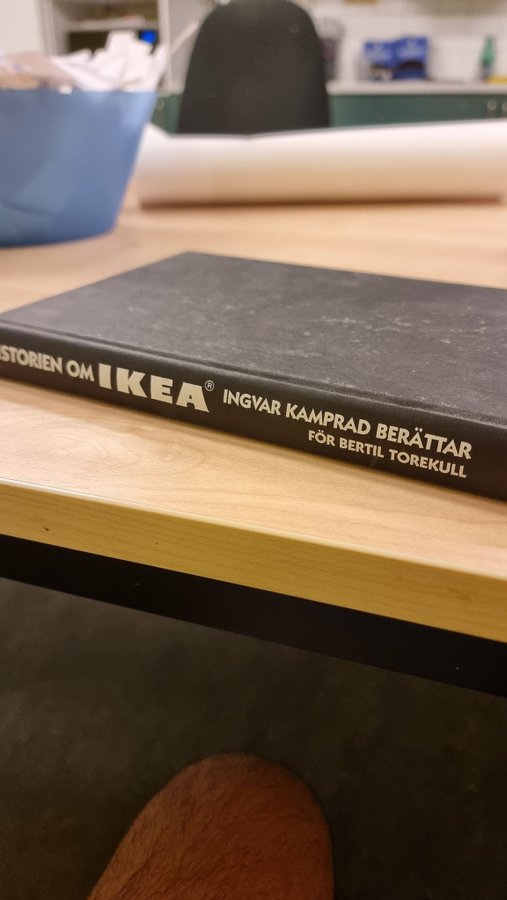 ISTORIEN OM IKEA® INGVAR KAMPRAD BERÄTTAR
FÖR BERTIL TOREKULL